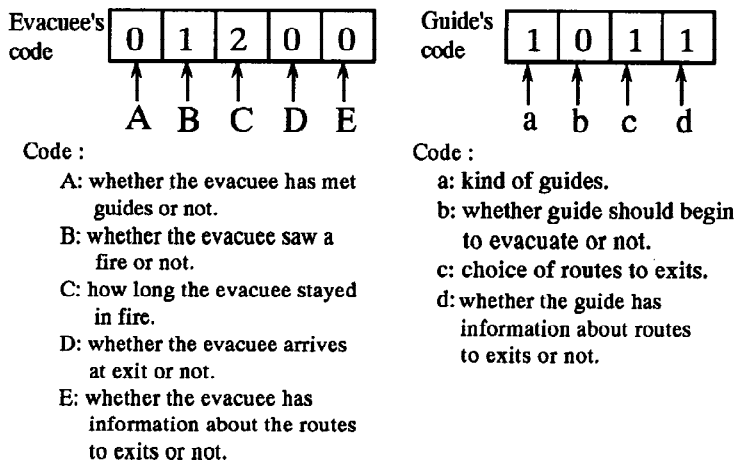 Evacuee's
code
0 1 2 0 0
A B C D E
Code :
A: whether the evacuee has met
guides or not.
B: whether the evacuee saw a
fire or not.
C: how long the evacuee stayed
in fire.
D: whether the evacuee arrives
at exit or not.
E: whether the evacuee has
information about the routes
to exits or not.
Guide's
code
1 0 1 1
a b c d
Code :
a: kind of guides.
b: whether guide should begin
to evacuate or not.
c: choice of routes to exits.
d: whether the guide has
information about routes
to exits or not.